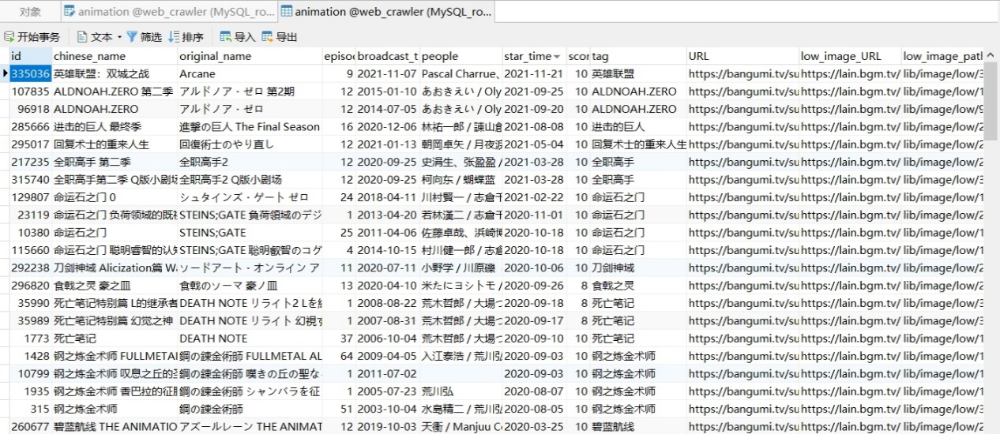 对象 animation @web_crawler (MySQL_ro... animation @web_crawler (MySQL_ro...
开始事务 文本 筛选 排序 导入 导出
id chinese_name original_name episo broadcast_t people star_time scor tag URL low_image_URL low_image_patl
335036 英雄联盟：双城之战 Arcane 9 2021-11-07 Pascal Charrue、 2021-11-21 10 英雄联盟 https://bangumi.tv/su https://lain.bgm.tv/ lib/image/low/3
107835 ALDNOAH.ZERO 第二季 アルドノア・ゼロ 第2期 12 2015-01-10 あおきえい / Oly 2021-09-25 10 ALDNOAH.ZERO https://bangumi.tv/su https://lain.bgm.tv/ lib/image/low/1
96918 ALDNOAH.ZERO アルドノア・ゼロ 12 2014-07-05 あおきえい / Oly 2021-09-20 10 ALDNOAH.ZERO https://bangumi.tv/su https://lain.bgm.tv/ lib/image/low/9
285666 进击的巨人 最终季 進撃の巨人 The Final Season 16 2020-12-06 林祐一郎 / 諫山創 2021-08-08 10 进击的巨人 https://bangumi.tv/su https://lain.bgm.tv/ lib/image/low/2
295017 回复术士的重来人生 回復術士のやり直し 12 2021-01-13 朝岡卓矢 / 月夜涙 2021-05-04 10 回复术士的重来人生 https://bangumi.tv/su https://lain.bgm.tv/ lib/image/low/2
217235 全职高手 第二季 全职高手2 12 2020-09-25 史涓生、张盈盈 / 2021-03-28 10 全职高手 https://bangumi.tv/su https://lain.bgm.tv/ lib/image/low/2
315740 全职高手第二季 Q版小剧场 全职高手2 Q版小剧场 12 2020-09-25 柯向东 / 蝴蝶蓝 2021-03-28 10 全职高手 https://bangumi.tv/su https://lain.bgm.tv/ lib/image/low/3
129807 命运石之门 0 シュタインズ・ゲート ゼロ 24 2018-04-11 川村賢一 / 志倉千 2021-02-22 10 命运石之门 https://bangumi.tv/su https://lain.bgm.tv/ lib/image/low/1
23119 命运石之门 负荷领域的既 STEINS;GATE 負荷領域のデジ 1 2013-04-20 若林漢二 / 志倉千 2020-11-01 10 命运石之门 https://bangumi.tv/su https://lain.bgm.tv/ lib/image/low/2
10380 命运石之门 STEINS;GATE 25 2011-04-06 佐藤卓哉、浜崎博 2020-10-18 10 命运石之门 https://bangumi.tv/su https://lain.bgm.tv/ lib/image/low/1
115660 命运石之门 聪明睿智的认知 STEINS;GATE 聡明叡智のコグ 4 2014-10-15 村川健一郎 / 志倉 2020-10-18 10 命运石之门 https://bangumi.tv/su https://lain.bgm.tv/ lib/image/low/1
292238 刀剑神域 Alicization篇 Wa ソードアート・オンライン ア 11 2020-07-11 小野学 / 川原礫 2020-10-06 10 刀剑神域 https://bangumi.tv/su https://lain.bgm.tv/ lib/image/low/2
296820 食戟之灵 豪之皿 食戟のソーマ 豪ノ皿 13 2020-04-10 米たにヨシトモ / 2020-09-26 8 食戟之灵 https://bangumi.tv/su https://lain.bgm.tv/ lib/image/low/2
35990 死亡笔记特别篇 L的继承者 DEATH NOTE リライト2 Lを継 1 2008-08-22 荒木哲郎 / 大場つ 2020-09-18 8 死亡笔记 https://bangumi.tv/su https://lain.bgm.tv/ lib/image/low/3
35989 死亡笔记特别篇 幻觉之神 DEATH NOTE リライト 幻視す 1 2007-08-31 荒木哲郎 / 大場つ 2020-09-17 8 死亡笔记 https://bangumi.tv/su https://lain.bgm.tv/ lib/image/low/3
1773 死亡笔记 DEATH NOTE 37 2006-10-04 荒木哲郎 / 大場つ 2020-09-10 10 死亡笔记 https://bangumi.tv/su https://lain.bgm.tv/ lib/image/low/1
1428 钢之炼金术师 FULLMETAL 鋼の錬金術師 FULLMETAL AL 64 2009-04-05 入江泰浩 / 荒川弘 2020-09-03 10 钢之炼金术师 https://bangumi.tv/su https://lain.bgm.tv/ lib/image/low/1
10799 钢之炼金术师 叹息之丘的圣 鋼の錬金術師 嘆きの丘の聖な 1 2011-07-02 2020-09-03 10 钢之炼金术师 https://bangumi.tv/su https://lain.bgm.tv/ lib/image/low/1
1935 钢之炼金术师 香巴拉的征服 鋼の錬金術師 シャンバラを征 1 2005-07-23 荒川弘 2020-08-07 10 钢之炼金术师 https://bangumi.tv/su https://lain.bgm.tv/ lib/image/low/1
315 钢之炼金术师 鋼の錬金術師 51 2003-10-04 水島精二 / 荒川弘 2020-08-05 10 钢之炼金术师 https://bangumi.tv/su https://lain.bgm.tv/ lib/image/low/3
260677 碧蓝航线 THE ANIMATIO アズールレーン THE ANIMAT 12 2019-10-03 天衝 / Manjuu Co 2020-03-25 10 碧蓝航线 https://bangumi.tv/su https://lain.bgm.tv/ lib/image/low/2